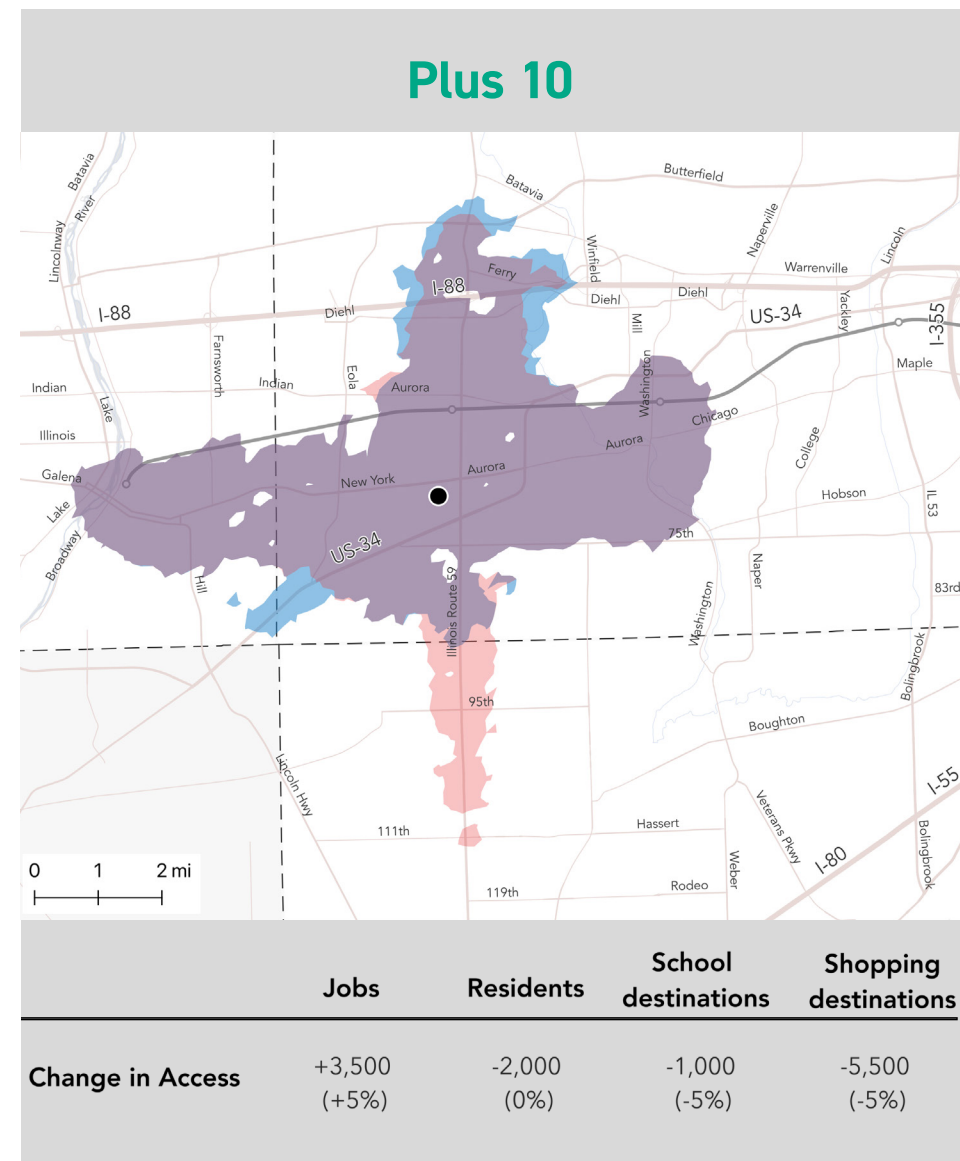 Plus 10
Batavia
River
Lincolnway
Batavia
Butterfield
Naperville
Winfield
Lincoln
Ferry
Warrenville
I-88
I-88
Diehl
Diehl
Diehl
Mill
US-34
Yackley
I-355
Farnsworth
Indian
Indian
Eola
Aurora
Washington
Maple
Lake
Chicago
Illinois
Aurora
College
Galena
New York
Aurora
Hobson
IL 53
Lake
Broadway
US-34
75th
Hill
Illinois Route 59
Naper
Washington
83rd
Bolingbrook
95th
Boughton
Lincoln Hwy
I-55
Veterans Pkwy
111th
Hassert
I-80
Bolingbrook
Weber
119th
Rodeo
0 1 2 mi
Jobs Residents School destinations Shopping destinations
Change in Access
+3,500 -2,000 -1,000 -5,500
(+5%) (0%) (-5%) (-5%)